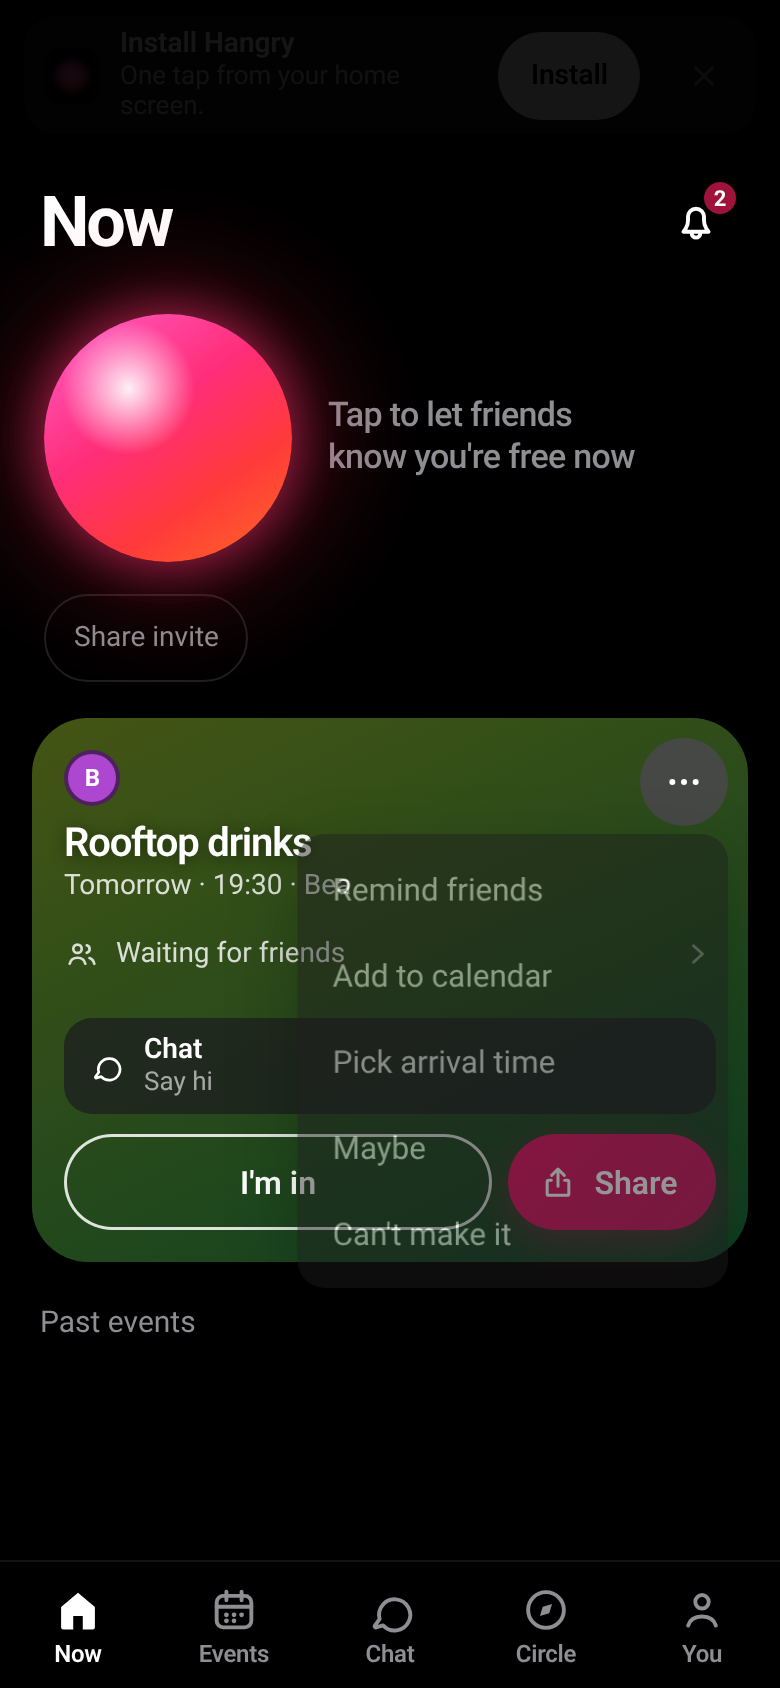 Install Hangry
One tap from your home
screen.
Install
Now
2
Tap to let friends
know you're free now
Share invite
B
Rooftop drinks
Tomorrow · 19:30 ·
Waiting for friends
Chat
Say hi
I'm in
Share
Remind friends
Add to calendar
Pick arrival time
Maybe
Can't make it
Past events
Now
Events
Chat
Circle
You